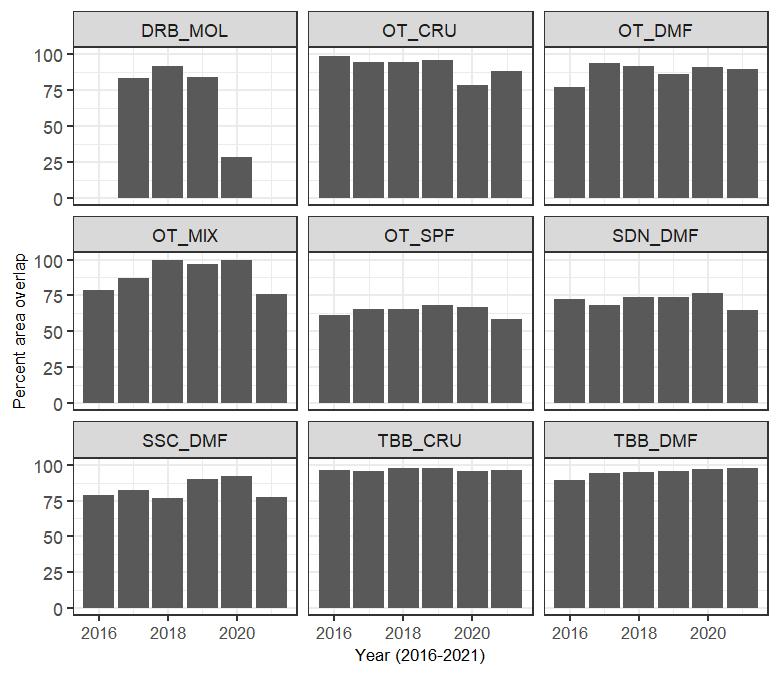 DRB_MOL OT_CRU OT_DMF
100
75
50
25
0
OT_MIX OT_SPF SDN_DMF
100
75
50
25
0
SSC_DMF TBB_CRU TBB_DMF
100
75
50
25
0
2016 2018 2020 2016 2018 2020 2016 2018 2020
Percent area overlap
Year (2016-2021)